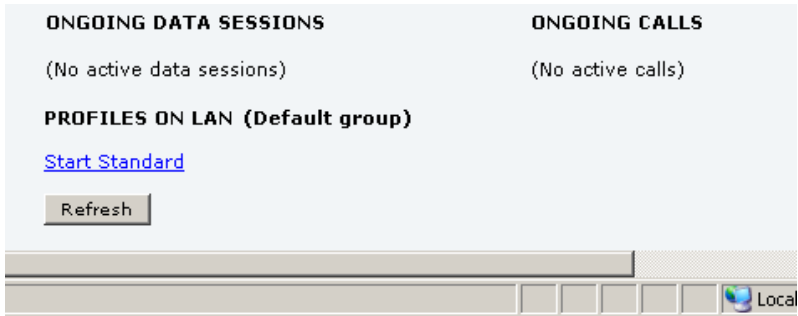 ONGOING DATA SESSIONS ONGOING CALLS
(No active data sessions) (No active calls)
PROFILES ON LAN (Default group)
Start Standard
Refresh
Local